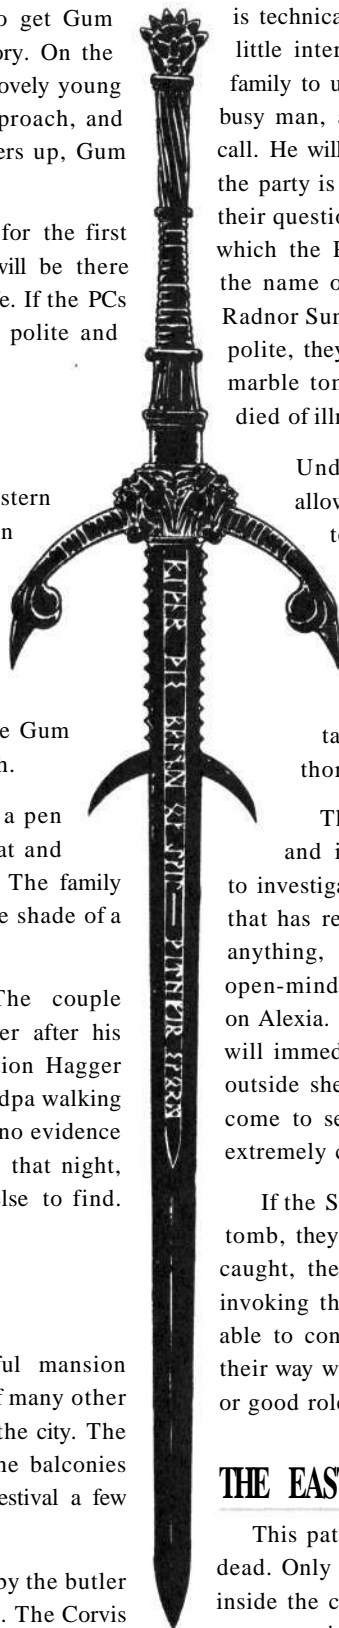 o get Gum
ory. On the
ovely young
proach, and
ers up, Gum
for the first
will be there
fe. If the PCs
polite and
stern
n
e Gum
h.
a pen
at and
The family
e shade of a
The couple
er after his
tion Hagger
dpa walking
no evidence
that night,
else to find.
ful mansion
f many other
the city. The
he balconies
estival a few
by the butler
. The Corvis
is technica
little inter
family to u
busy man, a
call. He will
the party is
their questio
which the P
the name o
Radnor Sun
polite, they
marble ton
died of illn
Und
allow
to
ta
thor
Th
and i
to investiga
that has re
anything,
open-mind
on Alexia.
will immed
outside she
come to se
extremely c
If the S
tomb, they
caught, the
invoking th
able to con
their way w
or good role
THE EAST
This pat
dead. Only
inside the c